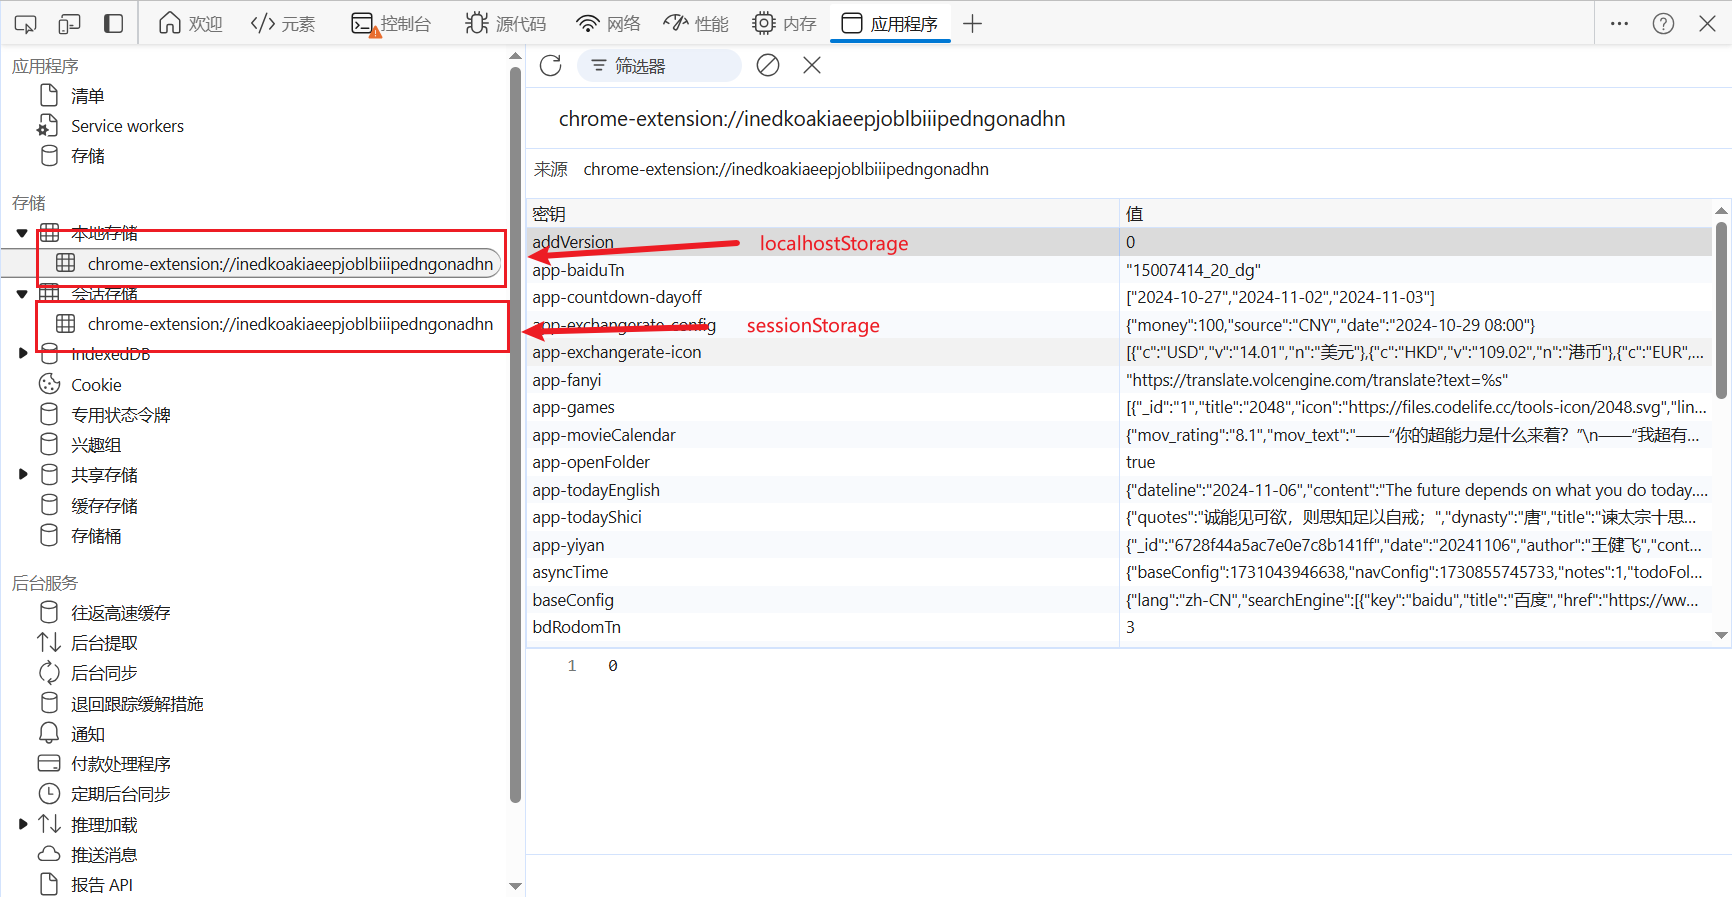 欢迎
元素
控制台
源代码
网络
性能
内存
应用程序
应用程序
清单
Service workers
存储
存储
本地存储
chrome-extension://inedkoakiaeepjoblbiiipedngonadhn
会话存储
chrome-extension://inedkoakiaeepjoblbiiipedngonadhn
IndexedDB
Cookie
专用状态令牌
兴趣组
共享存储
缓存存储
存储桶
后台服务
往返高速缓存
后台提取
后台同步
退回跟踪缓解措施
通知
付款处理程序
定期后台同步
推理加载
推送消息
报告 API
筛选器
chrome-extension://inedkoakiaeepjoblbiiipedngonadhn
来源 chrome-extension://inedkoakiaeepjoblbiiipedngonadhn
密钥 值
addVersion 0
localhostStorage
app-baiduTn "15007414_20_dg"
app-countdown-dayoff ["2024-10-27","2024-11-02","2024-11-03"]
app-exchangerate-config {"money":100,"source":"CNY","date":"2024-10-29 08:00"}
sessionStorage
app-exchangerate-icon [{"c":"USD","v":"14.01","n":"美元"},{"c":"HKD","v":"109.02","n":"港币"},{"c":"EUR",...
app-fanyi "https://translate.volcengine.com/translate?text=%s"
app-games [{"_id":"1","title":"2048","icon":"https://files.codelife.cc/tools-icon/2048.svg","lin...
app-movieCalendar {"mov_rating":"8.1","mov_text":"——“你的超能力是什么来着？”\n——“我超有...
app-openFolder true
app-todayEnglish {"dateline":"2024-11-06","content":"The future depends on what you do today....
app-todayShici {"quotes":"诚能见可欲，则思知足以自戒；","dynasty":"唐","title":"谏太宗十思...
app-yiyan {"_id":"6728f44a5ac7e0e7c8b141ff","date":"20241106","author":"王健飞","cont...
asyncTime {"baseConfig":1731043946638,"navConfig":1730855745733,"notes":1,"todoFol...
baseConfig {"lang":"zh-CN","searchEngine":[{"key":"baidu","title":"百度","href":"https://ww...
bdRodomTn 3
1 0